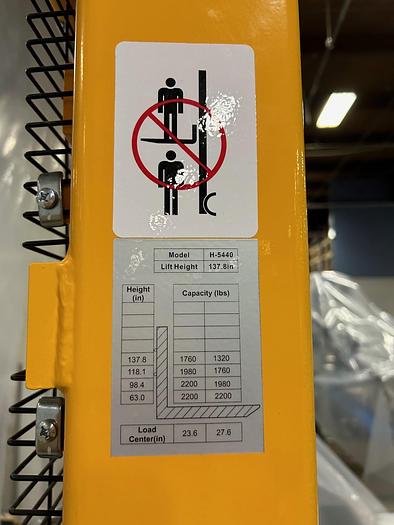 Model H-5440
Lift Height 137.8in
Height (in) Capacity (lbs)
137.8 1760 1320
118.1 1980 1760
98.4 2200 1980
63.0 2200 2200
Load Center(in) 23.6 27.6